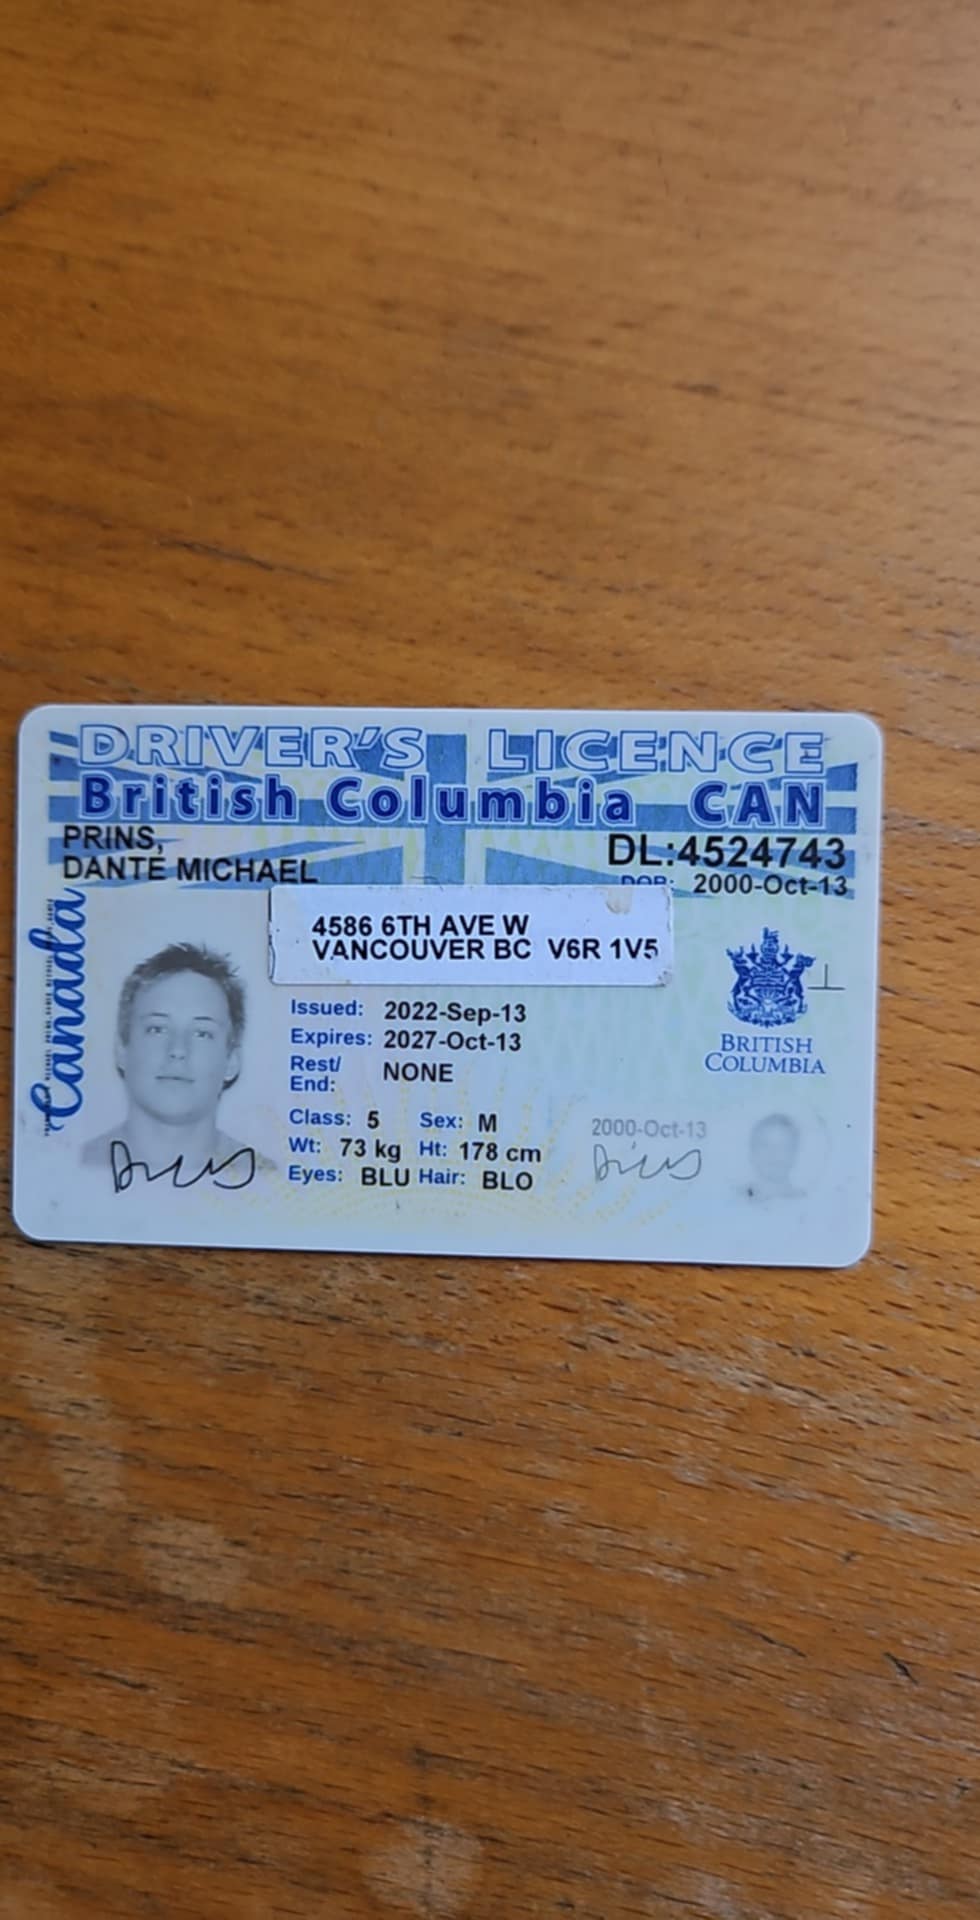 DRIVER'S LICENCE
British Columbia CAN
PRINS,
DANTE MICHAEL
DL:4524743
DOB: 2000-Oct-13
4586 6TH AVE W
VANCOUVER BC V6R 1V5
Canada
Issued: 2022-Sep-13
Expires: 2027-Oct-13
Rest/
End: NONE
Class: 5 Sex: M
Wt: 73 kg Ht: 178 cm
Eyes: BLU Hair: BLO
BRITISH
COLUMBIA
2000-Oct-13